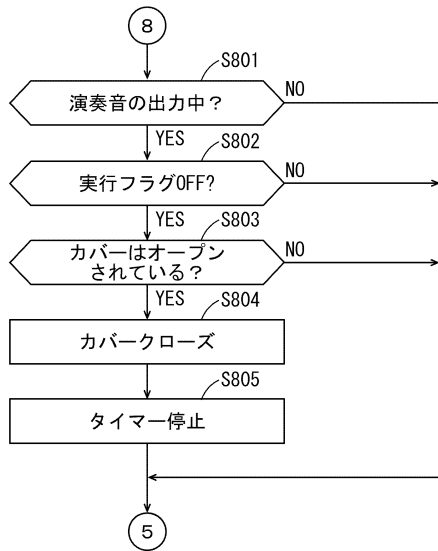 8
S801
演奏音の出力中？
NO
YES
S802
実行フラグOFF?
NO
YES
S803
カバーはオープン
されている？
NO
YES
S804
カバークローズ
S805
タイマー停止
5